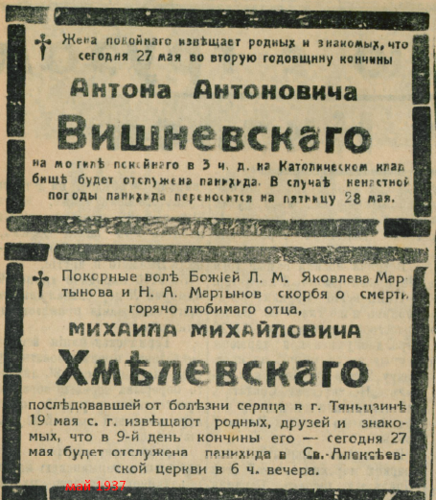 Жена покойнаго извѣщает родных и знакомых, что
сегодня 27 мая во вторую годовщину кончины
Антона Антоновича
Вишневскаго
на могилѣ покойнаго в 3 ч. д. на Католическом клад
бищѣ будет отслужена панихида. В случаѣ ненастной
погоды панихида переносится на пятницу 28 мая.
Покорные волѣ Божіей Л. М. Яковлева Мар-
тынова и Н. А. Мартынов скорбя о смерти
горячо любимаго отца,
МИХАИЛА МИХАЙЛОВИЧА
Хмѣлевскаго
послѣдовавшей от болѣзни сердца в г. Тяньцзинѣ
19 мая с. г. извѣщают родных, друзей и знако-
мых, что в 9-й день кончины его — сегодня 27
мая будет отслужена панихида в Св.-Алексѣев-
ской церкви в 6 ч. вечера.
май 1937